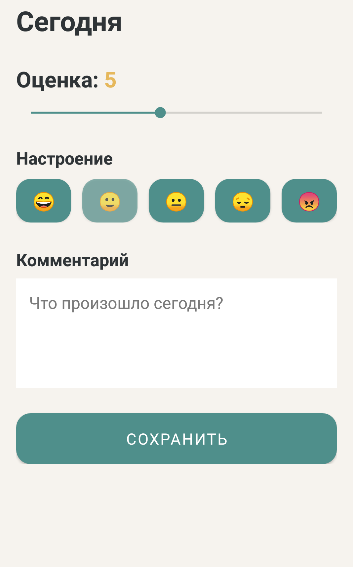 Сегодня
Оценка: 5
Настроение
Комментарий
Что произошло сегодня?
СОХРАНИТЬ